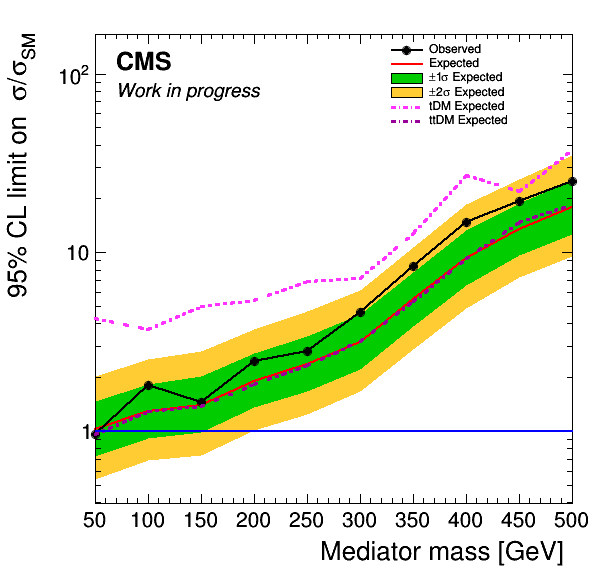 CMS
Work in progress
Observed
Expected
±1σ Expected
±2σ Expected
tDM Expected
ttDM Expected
95% CL limit on σ/σSM
10²
10
1
50 100 150 200 250 300 350 400 450 500
Mediator mass [GeV]